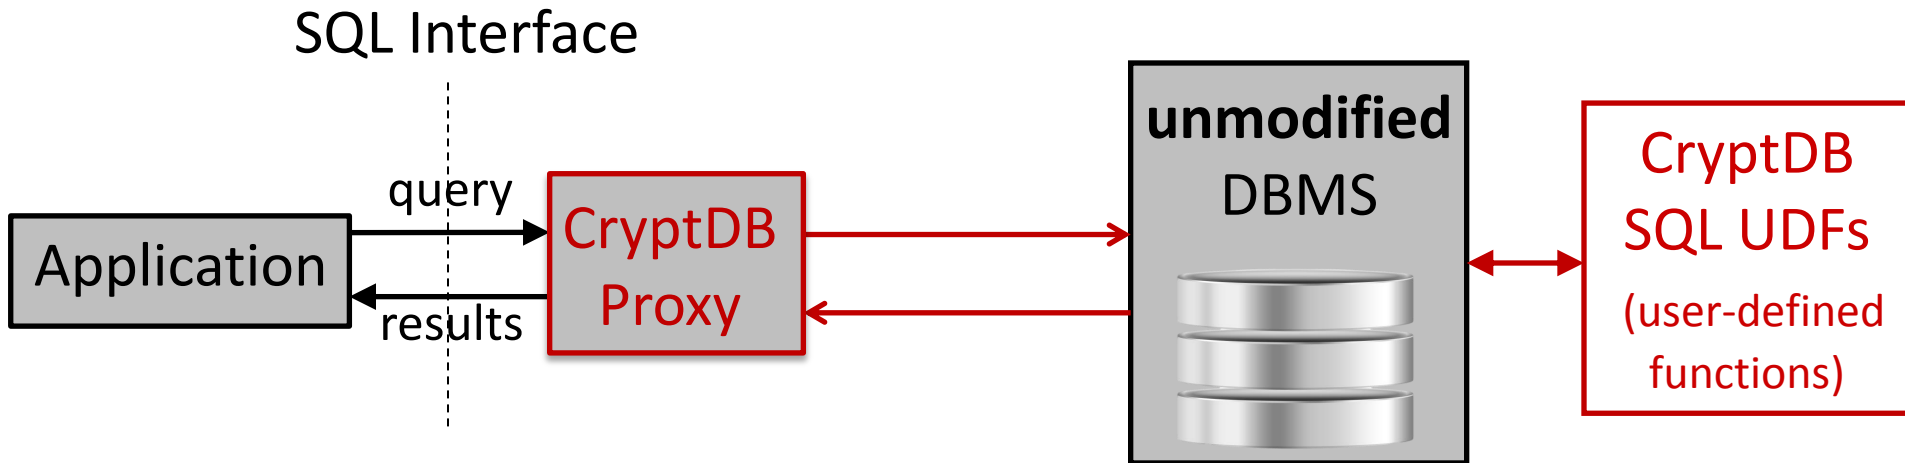 SQL Interface
query
results
Application
CryptDB
Proxy
unmodified
DBMS
CryptDB
SQL UDFs
(user-defined
functions)